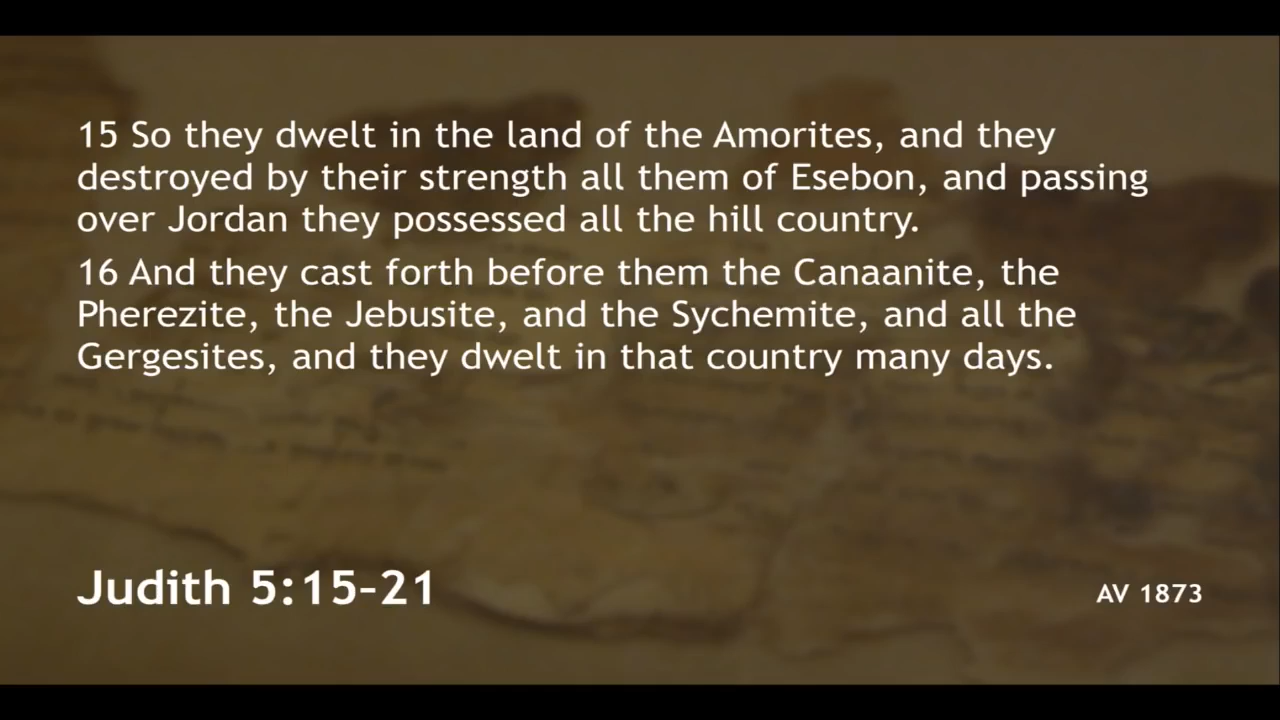 15 So they dwelt in the land of the Amorites, and they
destroyed by their strength all them of Esebon, and passing
over Jordan they possessed all the hill country.
16 And they cast forth before them the Canaanite, the
Pherezite, the Jebusite, and the Sychemite, and all the
Gergesites, and they dwelt in that country many days.
Judith 5:15–21
AV 1873